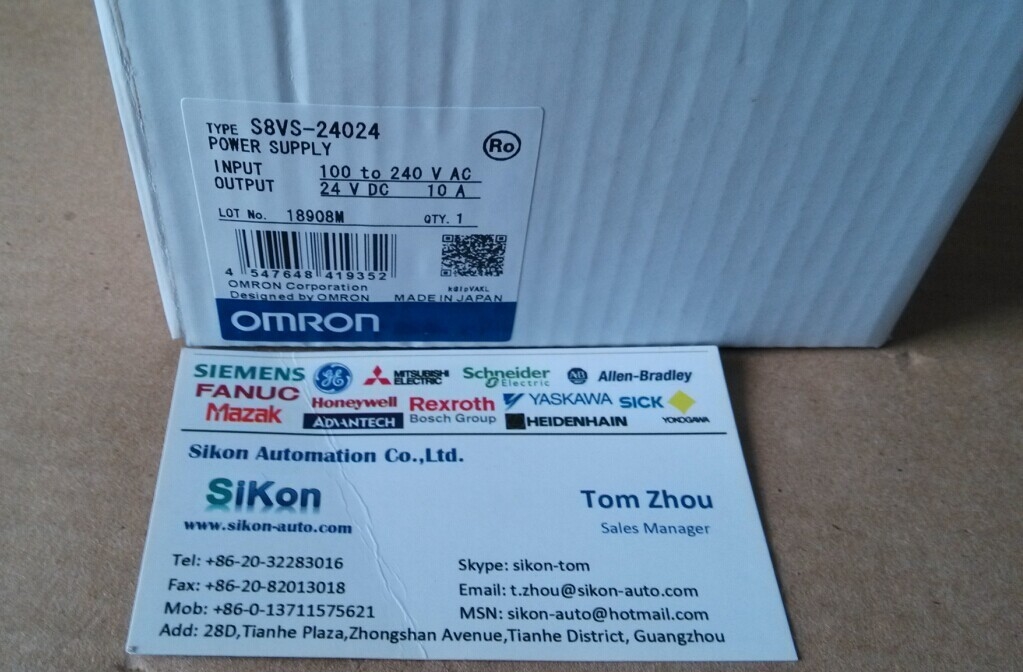 TYPE S8VS-24024
POWER SUPPLY
Ro
INPUT 100 to 240 V AC
OUTPUT 24 V DC 10 A
LOT No. 18908M QTY. 1
4 547648 419352
OMRON Corporation
Designed by OMRON MADE IN JAPAN
OMRON
SIEMENS GE MITSUBISHI ELECTRIC Schneider Electric AB Allen-Bradley
FANUC Honeywell Rexroth Bosch Group YASKAWA SICK
Mazak ADVANTECH HEIDENHAIN YOKOGAWA
Sikon Automation Co.,Ltd.
SiKon
Tom Zhou
www.sikon-auto.com
Sales Manager
Tel: +86-20-32283016
Skype: sikon-tom
Fax: +86-20-82013018
Email: t.zhou@sikon-auto.com
Mob: +86-0-13711575621
MSN: sikon-auto@hotmail.com
Add: 28D,Tianhe Plaza,Zhongshan Avenue,Tianhe District, Guangzhou